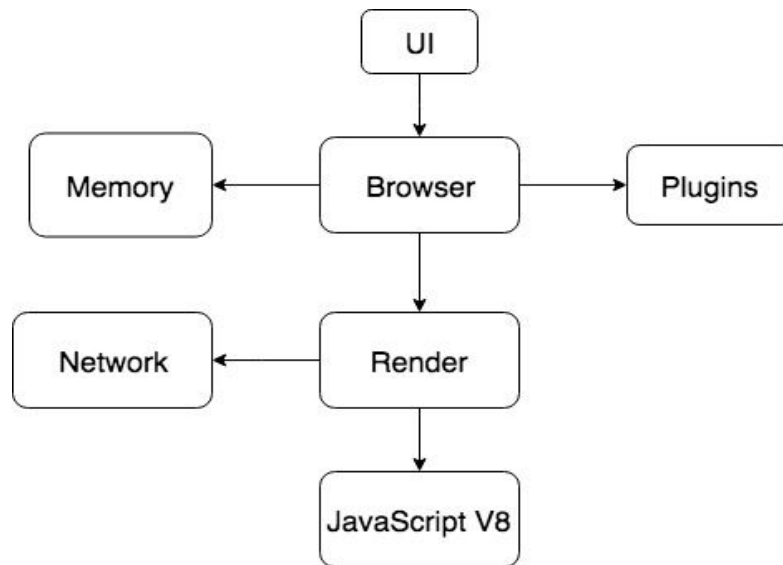 UI
Memory
Browser
Plugins
Network
Render
JavaScript V8